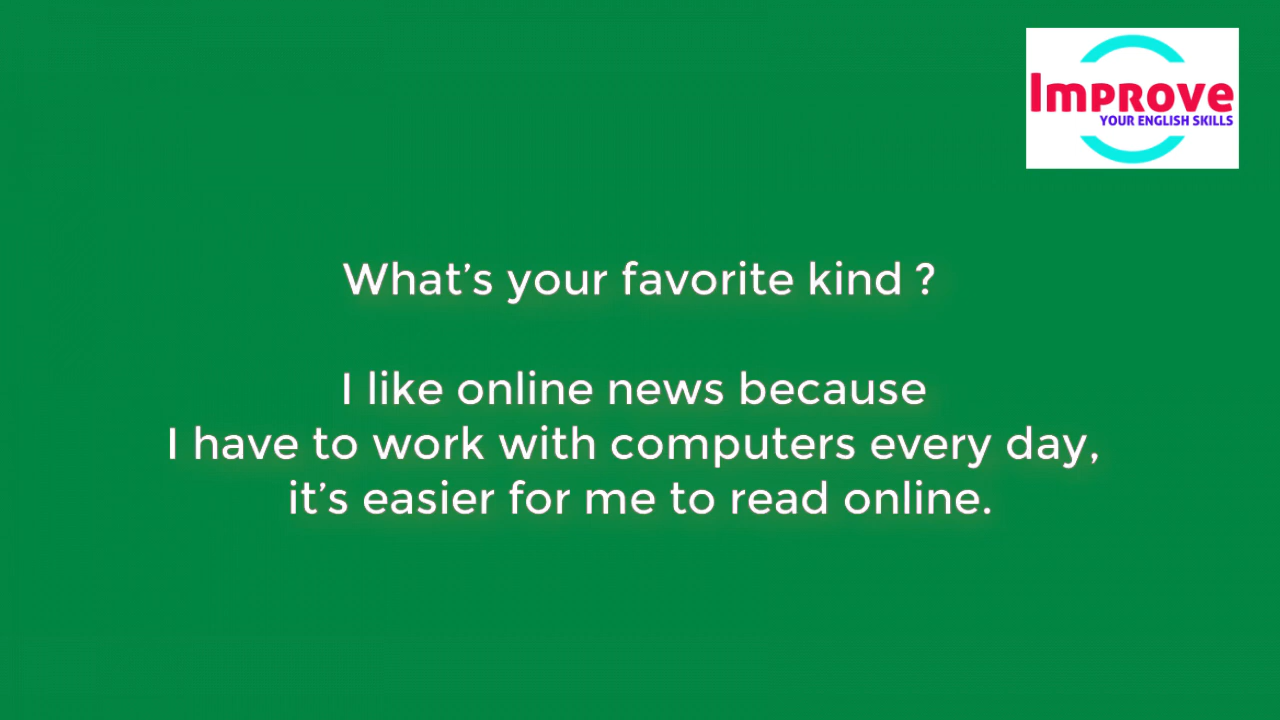 Improve
YOUR ENGLISH SKILLS
What's your favorite kind ?
I like online news because
I have to work with computers every day,
it's easier for me to read online.